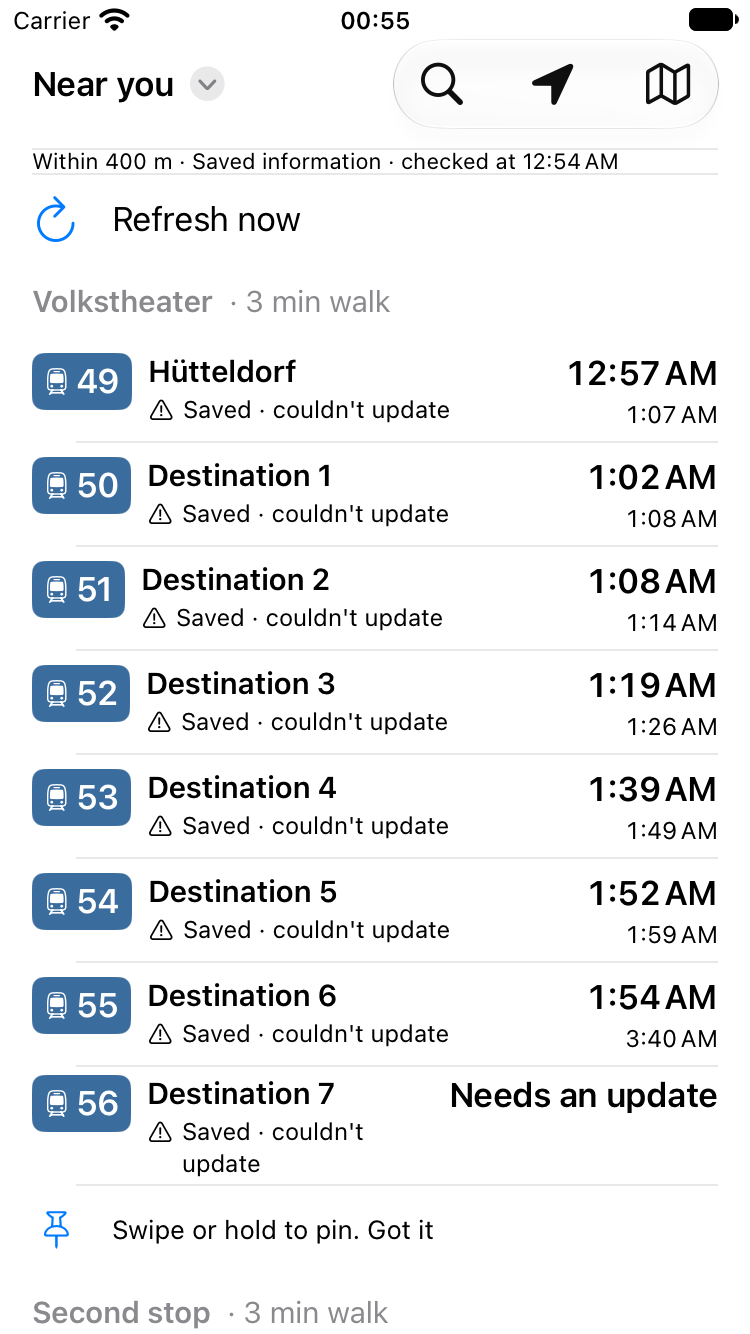 Carrier 00:55
Near you
Within 400 m · Saved information · checked at 12:54 AM
Refresh now
Volkstheater · 3 min walk
49 Hütteldorf 12:57 AM
Saved · couldn't update 1:07 AM
50 Destination 1 1:02 AM
Saved · couldn't update 1:08 AM
51 Destination 2 1:08 AM
Saved · couldn't update 1:14 AM
52 Destination 3 1:19 AM
Saved · couldn't update 1:26 AM
53 Destination 4 1:39 AM
Saved · couldn't update 1:49 AM
54 Destination 5 1:52 AM
Saved · couldn't update 1:59 AM
55 Destination 6 1:54 AM
Saved · couldn't update 3:40 AM
56 Destination 7 Needs an update
Saved · couldn't
update
Swipe or hold to pin. Got it
Second stop · 3 min walk